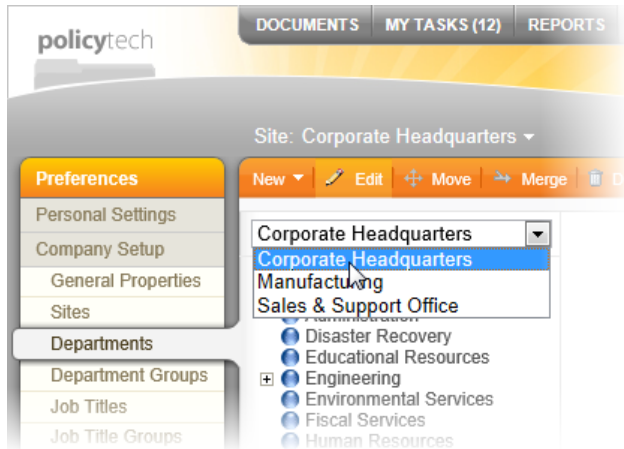 policytech
DOCUMENTS MY TASKS (12) REPORTS
Site: Corporate Headquarters
Preferences
New Edit Move Merge D
Personal Settings
Company Setup
General Properties
Sites
Departments
Department Groups
Job Titles
Job Title Groups
Corporate Headquarters
Corporate Headquarters
Manufacturing
Sales & Support Office
Administration
Disaster Recovery
Educational Resources
Engineering
Environmental Services
Fiscal Services
Human Resources